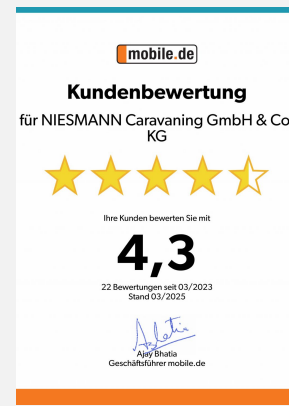 mobile.de
Kundenbewertung
für NIESMANN Caravaning GmbH & Co
KG
Ihre Kunden bewerten Sie mit
4,3
22 Bewertungen seit 03/2023
Stand 03/2025
Ajay Bhatia
Geschäftsführer mobile.de